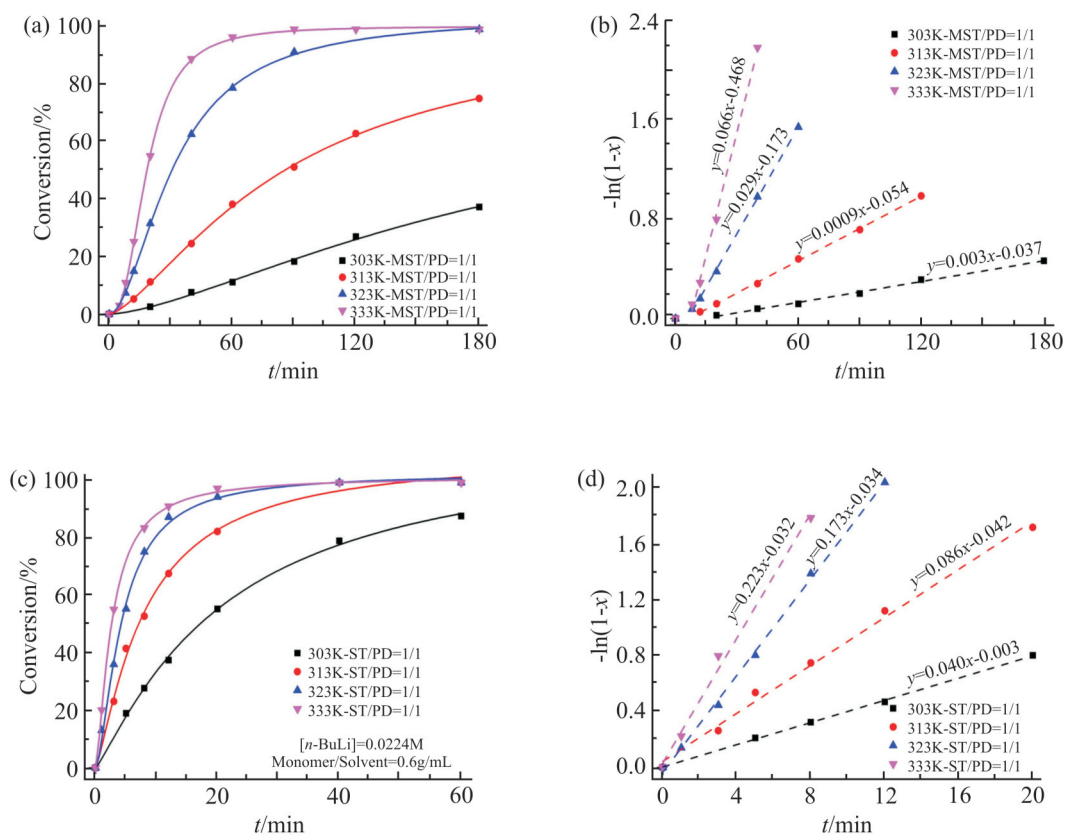 (a)
100
80
60
40
20
0
Conversion/%
303K-MST/PD=1/1
313K-MST/PD=1/1
323K-MST/PD=1/1
333K-MST/PD=1/1
0 60 120 180
t/min
(b)
2.4
1.6
0.8
0.0
-ln(1-x)
303K-MST/PD=1/1
313K-MST/PD=1/1
323K-MST/PD=1/1
333K-MST/PD=1/1
y=0.066x-0.468
y=0.029x-0.173
y=0.0009x-0.054
y=0.003x-0.037
0 60 120 180
t/min
(c)
100
80
60
40
20
0
Conversion/%
303K-ST/PD=1/1
313K-ST/PD=1/1
323K-ST/PD=1/1
333K-ST/PD=1/1
[n-BuLi]=0.0224M
Monomer/Solvent=0.6g/mL
0 20 40 60
t/min
(d)
2.0
1.6
1.2
0.8
0.4
0.0
-ln(1-x)
y=0.223x-0.032
y=0.173x-0.034
y=0.086x-0.042
y=0.040x-0.003
303K-ST/PD=1/1
313K-ST/PD=1/1
323K-ST/PD=1/1
333K-ST/PD=1/1
0 4 8 12 16 20
t/min